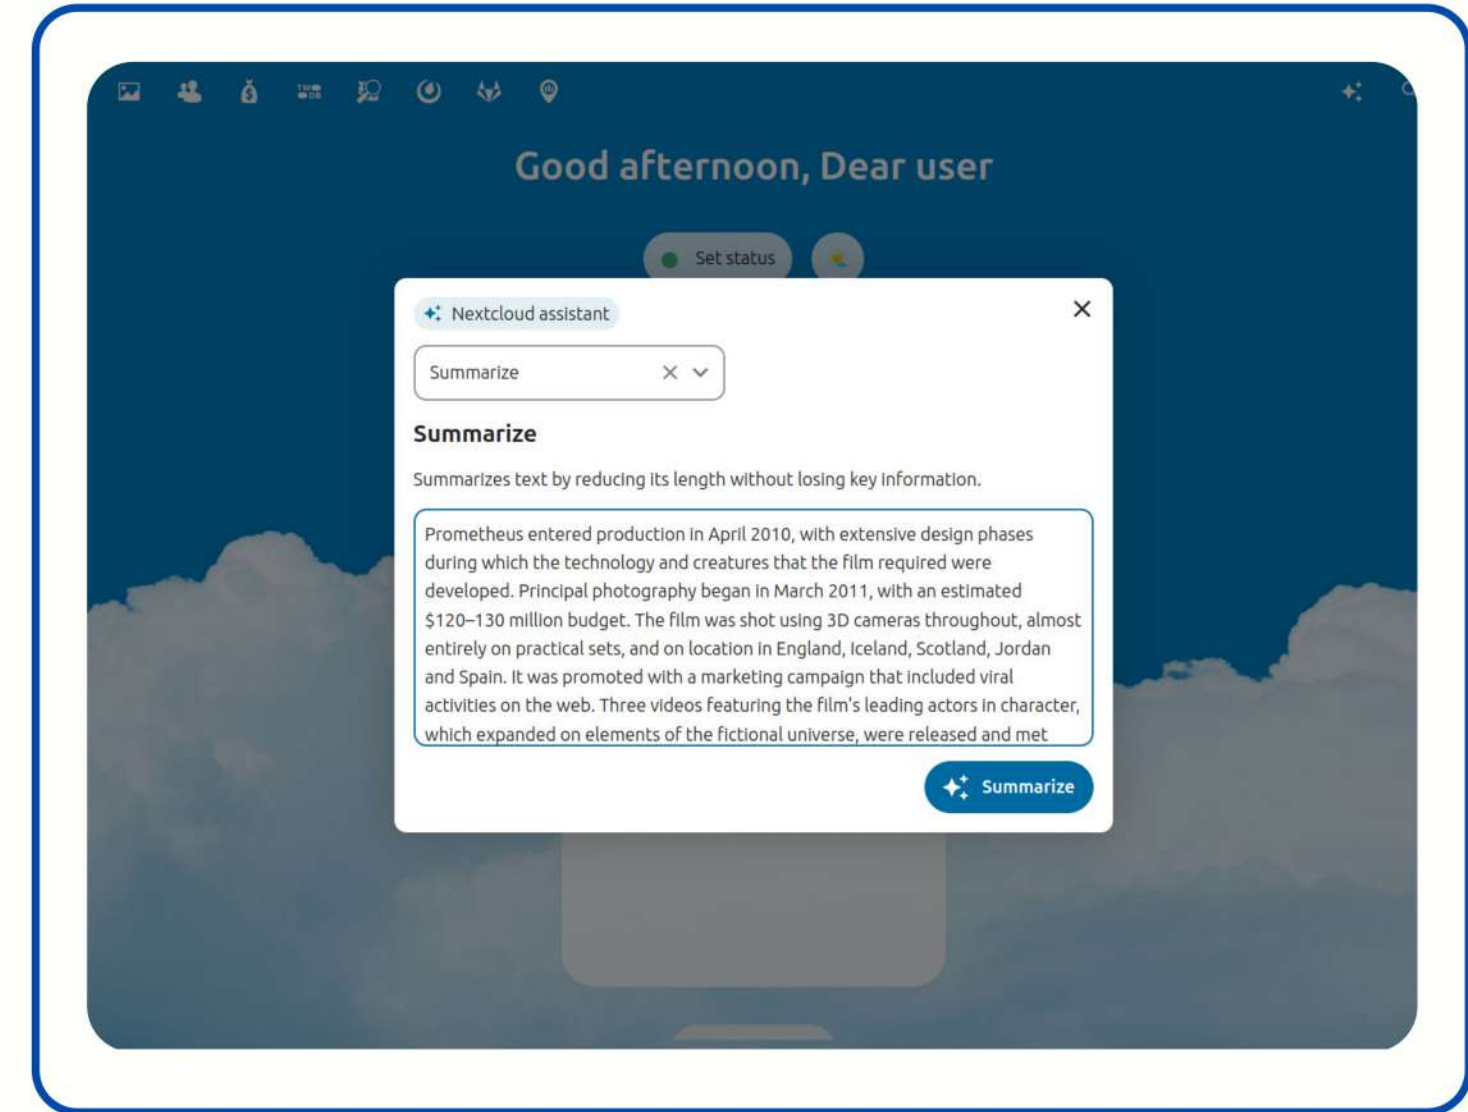 Good afternoon, Dear user
Set status
Nextcloud assistant
Summarize
Summarize
Summarizes text by reducing its length without losing key information.
Prometheus entered production in April 2010, with extensive design phases
during which the technology and creatures that the film required were
developed. Principal photography began in March 2011, with an estimated
$120–130 million budget. The film was shot using 3D cameras throughout, almost
entirely on practical sets, and on location in England, Iceland, Scotland, Jordan
and Spain. It was promoted with a marketing campaign that included viral
activities on the web. Three videos featuring the film's leading actors in character,
which expanded on elements of the fictional universe, were released and met
Summarize